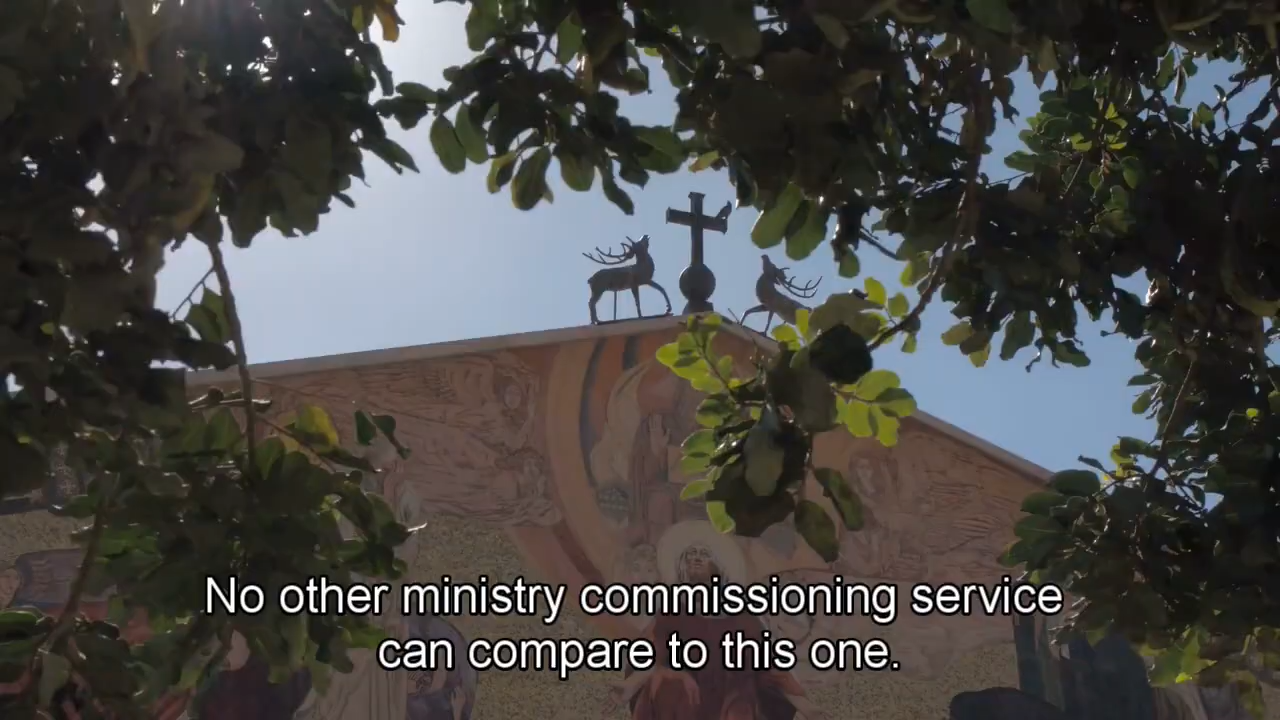 No other ministry commissioning service
can compare to this one.